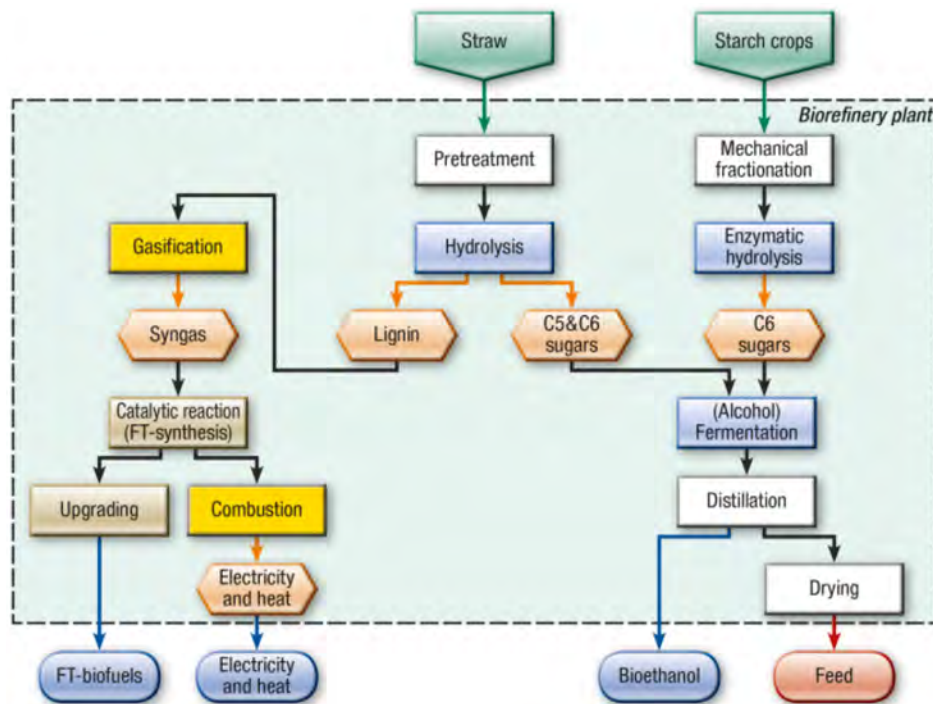 Straw
Starch crops
Biorefinery plant
Pretreatment
Mechanical
fractionation
Gasification
Hydrolysis
Enzymatic
hydrolysis
Syngas
Lignin
C5&C6
sugars
C6
sugars
Catalytic reaction
(FT-synthesis)
(Alcohol)
Fermentation
Upgrading
Combustion
Distillation
Electricity
and heat
Drying
FT-biofuels
Electricity
and heat
Bioethanol
Feed